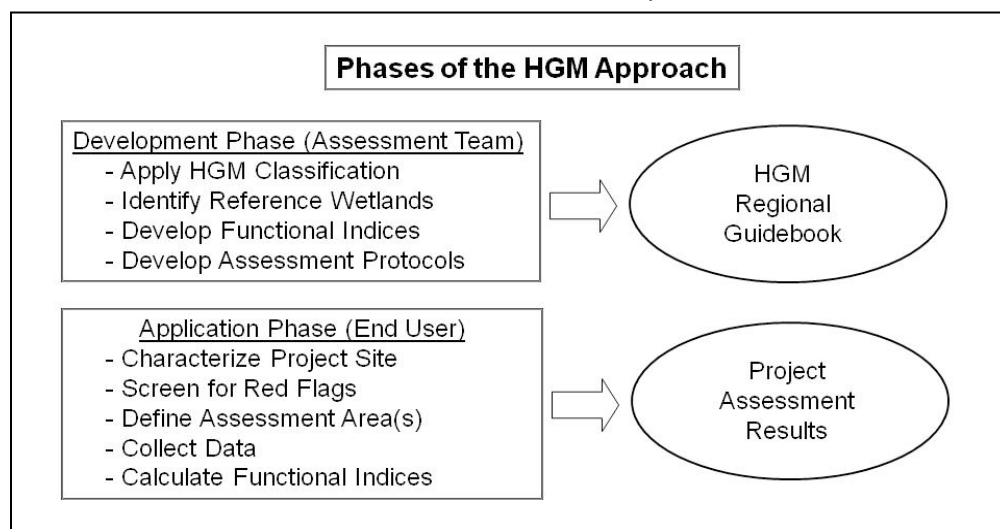 Phases of the HGM Approach
Development Phase (Assessment Team)
- Apply HGM Classification
- Identify Reference Wetlands
- Develop Functional Indices
- Develop Assessment Protocols
HGM
Regional
Guidebook
Application Phase (End User)
- Characterize Project Site
- Screen for Red Flags
- Define Assessment Area(s)
- Collect Data
- Calculate Functional Indices
Project
Assessment
Results